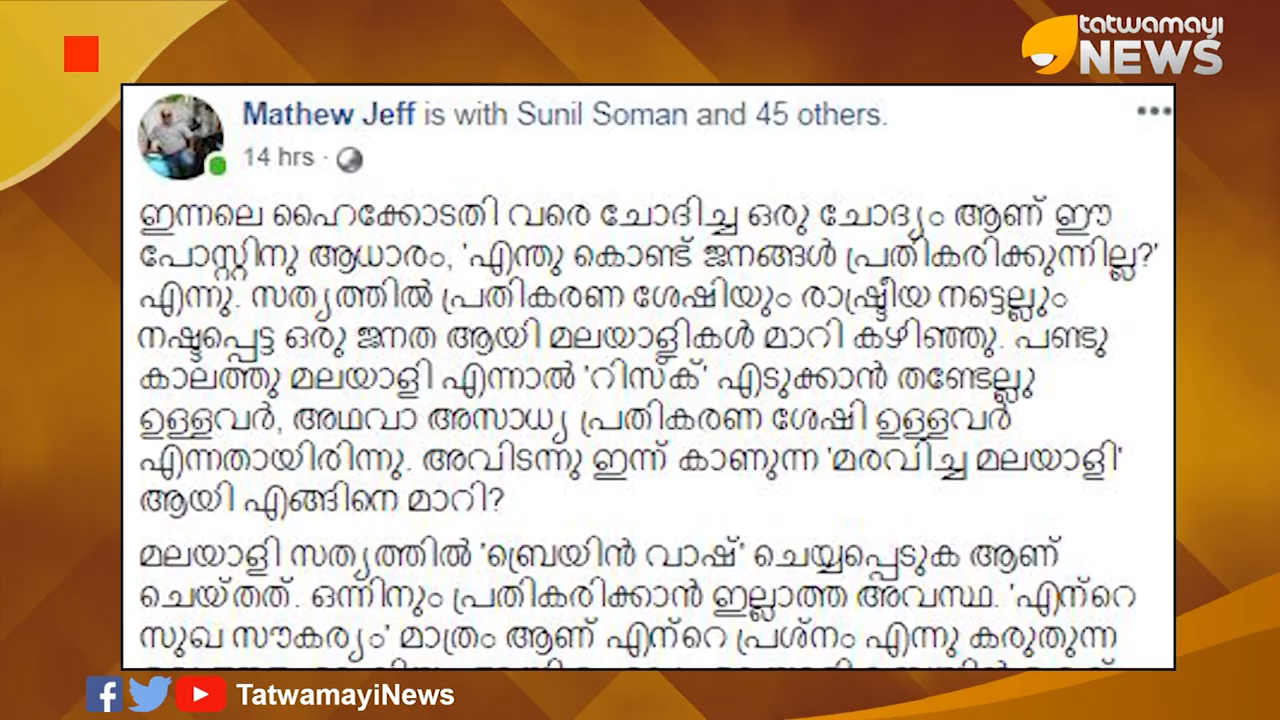 tatwamayi
NEWS
Mathew Jeff is with Sunil Soman and 45 others.
14 hrs ·
ഇന്നലെ ഹൈക്കോടതി വരെ ചോദിച്ച ഒരു ചോദ്യം ആണ് ഈ
പോസ്റ്റിനു ആധാരം, 'എന്തു കൊണ്ട് ജനങ്ങൾ പ്രതികരിക്കുന്നില്ല?'
എന്നു. സത്യത്തിൽ പ്രതികരണ ശേഷിയും രാഷ്ട്രീയ നട്ടെല്ലും
നഷ്ടപ്പെട്ട ഒരു ജനത ആയി മലയാളികൾ മാറി കഴിഞ്ഞു. പണ്ടു
കാലത്തു മലയാളി എന്നാൽ 'റിസ്ക്' എടുക്കാൻ തണ്ടേല്ലു
ഉള്ളവർ, അഥവാ അസാധ്യ പ്രതികരണ ശേഷി ഉള്ളവർ
എന്നതായിരിന്നു. അവിടന്നു ഇന്ന് കാണുന്ന 'മരവിച്ച മലയാളി'
ആയി എങ്ങിനെ മാറി?
മലയാളി സത്യത്തിൽ 'ബ്രെയിൻ വാഷ്' ചെയ്യപ്പെടുക ആണ്
ചെയ്തത്. ഒന്നിനും പ്രതികരിക്കാൻ ഇല്ലാത്ത അവസ്ഥ. 'എന്റെ
സുഖ സൗകര്യം' മാത്രം ആണ് എന്റെ പ്രശ്നം എന്നു കരുതുന്ന
TatwamayiNews